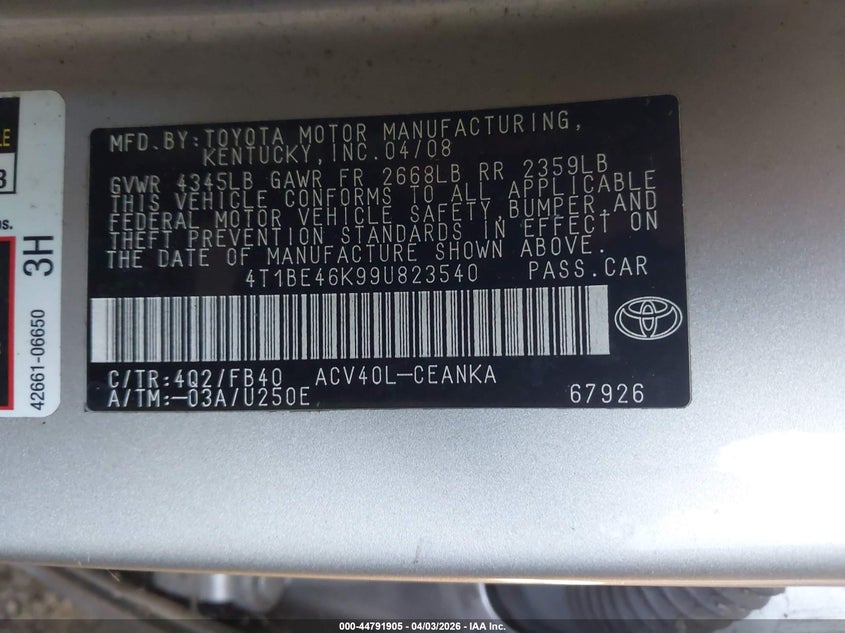 LE
3
os.
3H
42661-06650
MFD.BY:TOYOTA MOTOR MANUFACTURING,
KENTUCKY,INC.04/08
GVWR 4345LB GAWR FR 2668LB RR 2359LB
THIS VEHICLE CONFORMS TO ALL APPLICABLE
FEDERAL MOTOR VEHICLE SAFETY,BUMPER,AND
THEFT PREVENTION STANDARDS IN EFFECT ON
THE DATE OF MANUFACTURE SHOWN ABOVE.
4T1BE46K99U823540 PASS.CAR
C/TR:4Q2/FB40 ACV40L-CEANKA
A/TM:-03A/U250E 67926
000-44791905 - 04/03/2026 - IAA Inc.